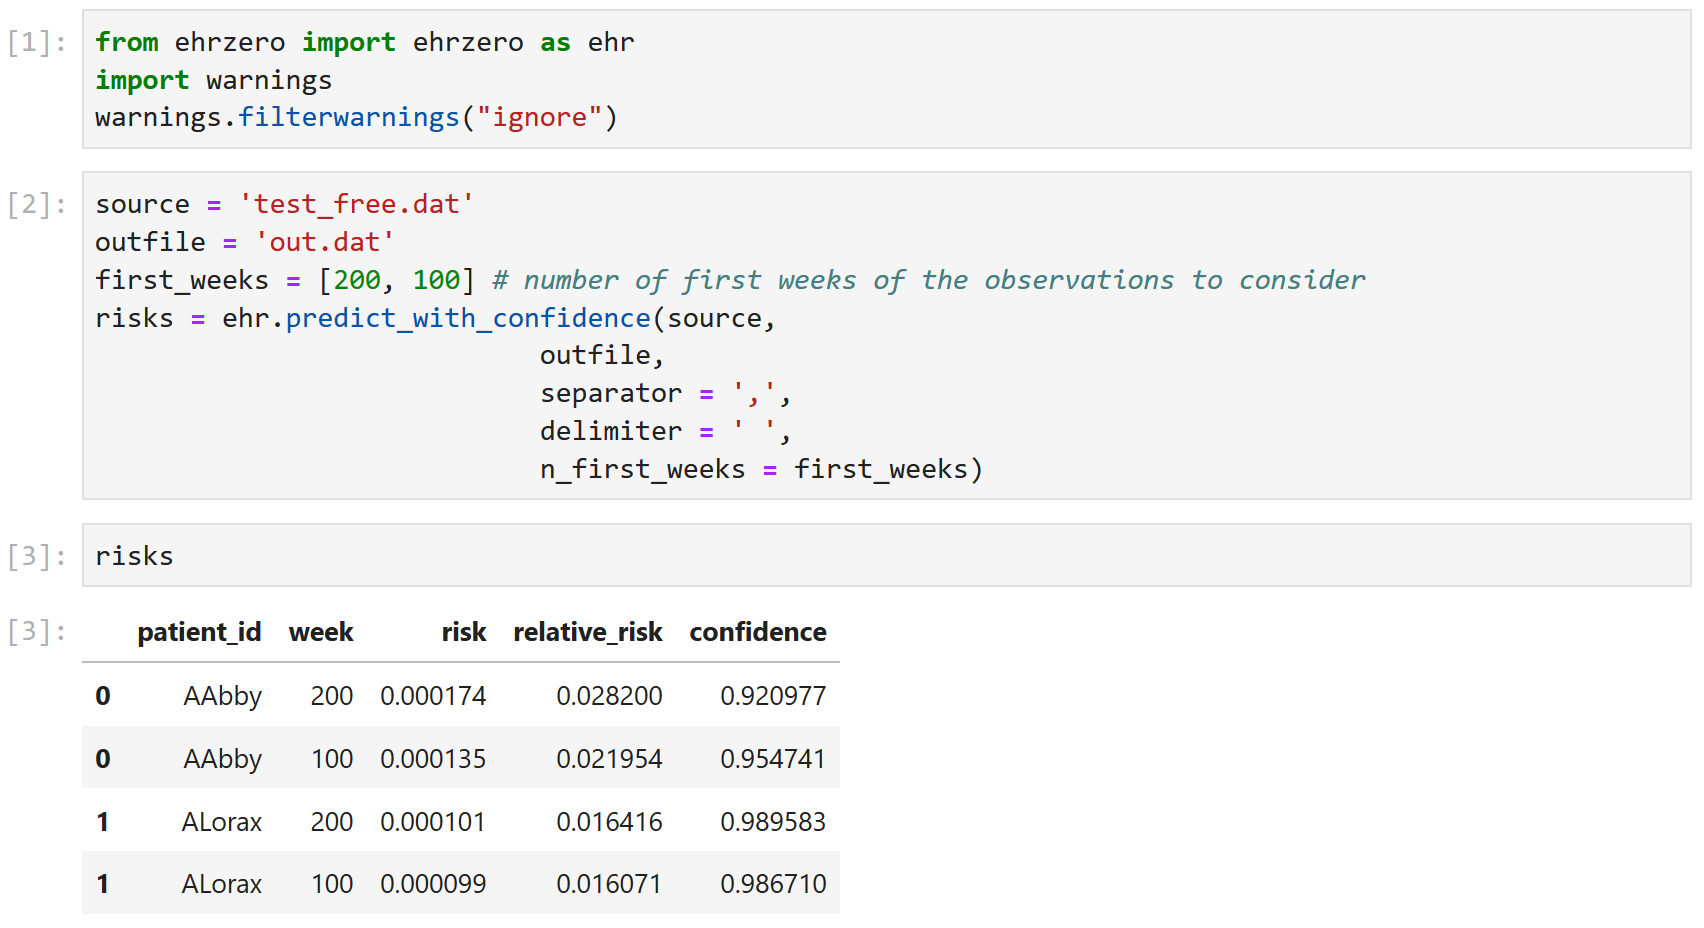 [1]: from ehrzero import ehrzero as ehr
import warnings
warnings.filterwarnings("ignore")
[2]: source = 'test_free.dat'
outfile = 'out.dat'
first_weeks = [200, 100] # number of first weeks of the observations to consider
risks = ehr.predict_with_confidence(source,
outfile,
separator = ',',
delimiter = ' ',
n_first_weeks = first_weeks)
[3]: risks
[3]: patient_id week risk relative_risk confidence
0 AAbby 200 0.000174 0.028200 0.920977
0 AAbby 100 0.000135 0.021954 0.954741
1 ALorax 200 0.000101 0.016416 0.989583
1 ALorax 100 0.000099 0.016071 0.986710